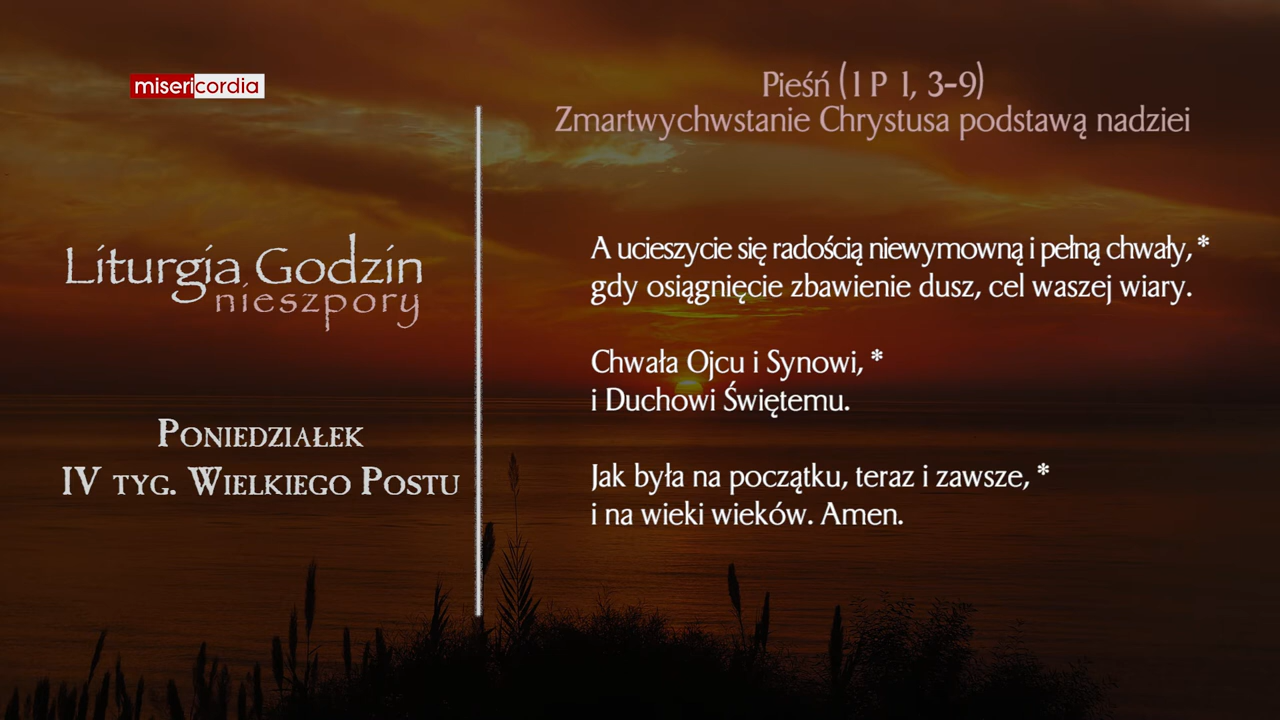 misericordia
Liturgia Godzin
nieszpory
Poniedziałek
IV tyg. Wielkiego Postu
Pieśń (1 P 1, 3-9)
Zmartwychwstanie Chrystusa podstawą nadziei
A ucieszycie się radością niewymowną i pełną chwały, *
gdy osiągnięcie zbawienie dusz, cel waszej wiary.
Chwała Ojcu i Synowi, *
i Duchowi Świętemu.
Jak była na początku, teraz i zawsze, *
i na wieki wieków. Amen.